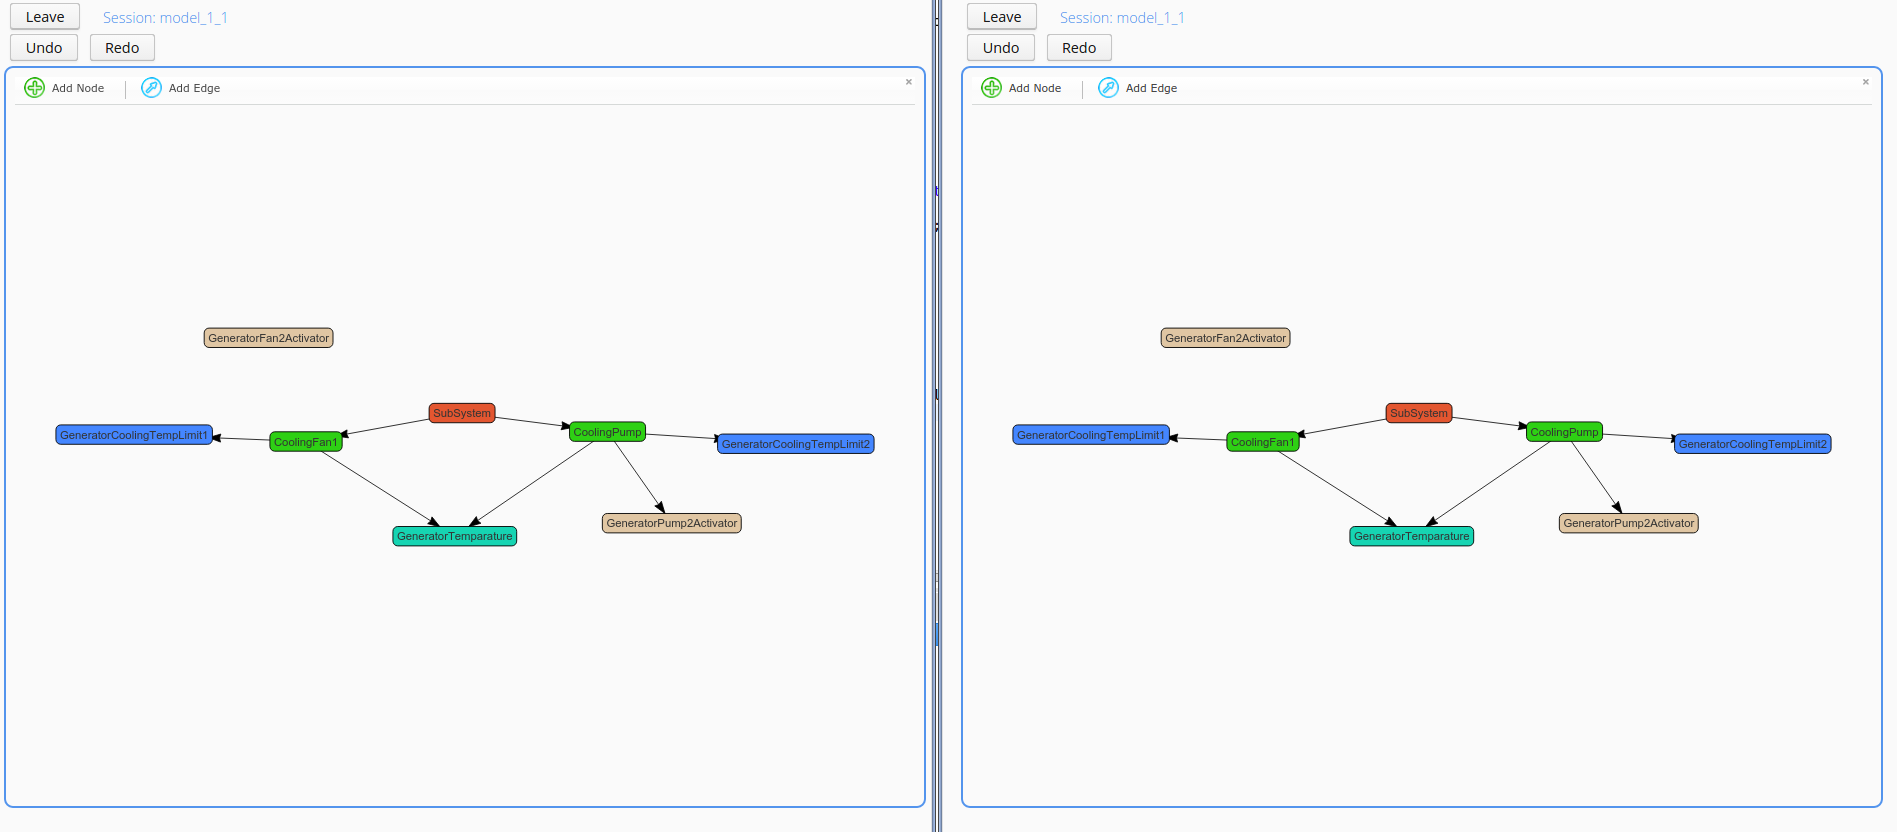 Leave Session: model_1_1
Undo Redo
Add Node Add Edge ×
GeneratorFan2Activator
SubSystem
GeneratorCoolingTempLimit1 CoolingFan1 CoolingPump GeneratorCoolingTempLimit2
GeneratorPump2Activator
GeneratorTemparature
Leave Session: model_1_1
Undo Redo
Add Node Add Edge ×
GeneratorFan2Activator
SubSystem
GeneratorCoolingTempLimit1 CoolingFan1 CoolingPump GeneratorCoolingTempLimit2
GeneratorPump2Activator
GeneratorTemparature